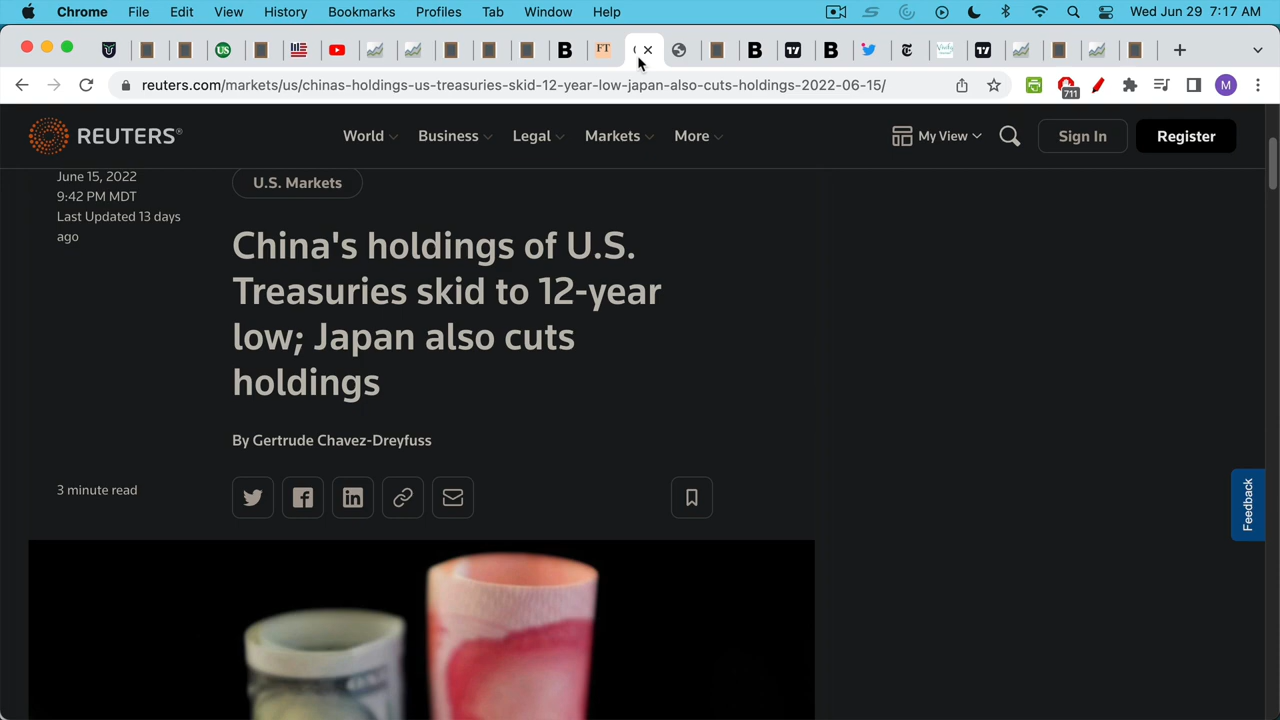 Chrome File Edit View History Bookmarks Profiles Tab Window Help Wed Jun 29 7:17 AM
US B FT B B
reuters.com/markets/us/chinas-holdings-us-treasuries-skid-12-year-low-japan-also-cuts-holdings-2022-06-15/ 711 M
REUTERS® World Business Legal Markets More My View Sign In Register
June 15, 2022
9:42 PM MDT
Last Updated 13 days
ago
U.S. Markets
China's holdings of U.S.
Treasuries skid to 12-year
low; Japan also cuts
holdings
By Gertrude Chavez-Dreyfuss
3 minute read
Feedback